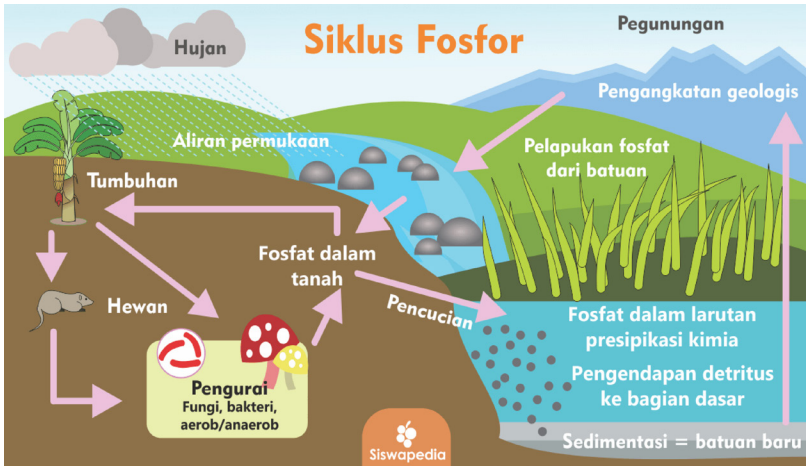 Siklus Fosfor
Hujan
Pegunungan
Pengangkatan geologis
Aliran permukaan
Pelapukan fosfat
dari batuan
Tumbuhan
Fosfat dalam
tanah
Hewan
Pencucian
Fosfat dalam larutan
presipikasi kimia
Pengendapan detritus
ke bagian dasar
Pengurai
Fungi, bakteri,
aerob/anaerob
Sedimentasi = batuan baru
Siswapedia